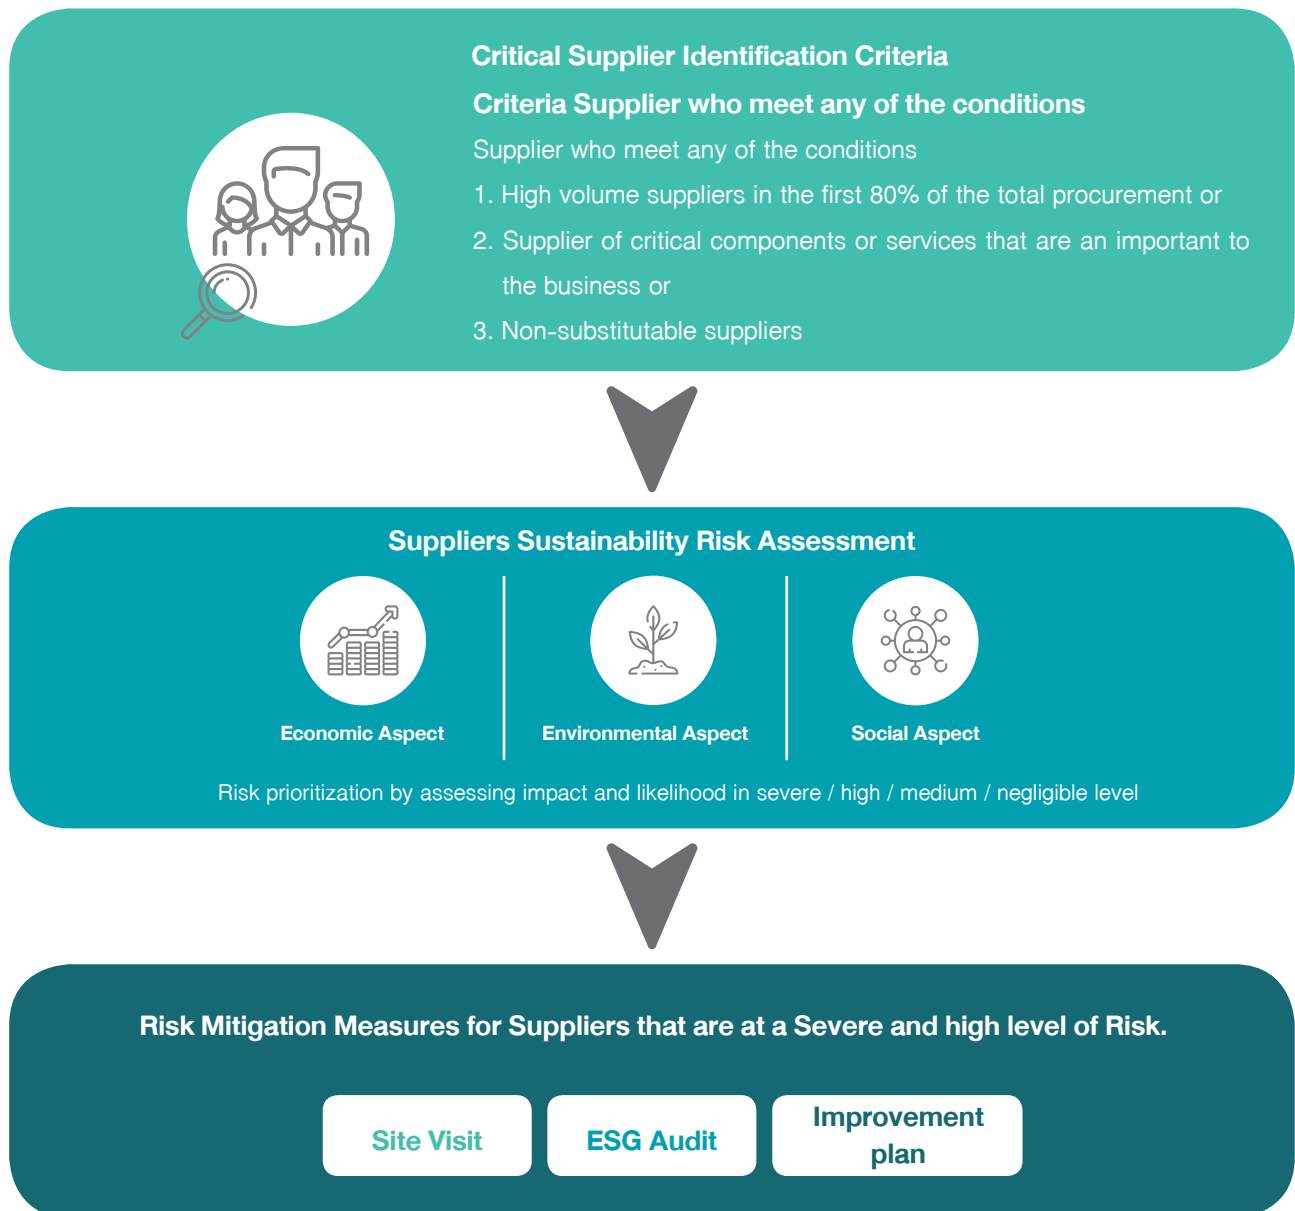 Critical Supplier Identification Criteria
Criteria Supplier who meet any of the conditions
Supplier who meet any of the conditions
1. High volume suppliers in the first 80% of the total procurement or
2. Supplier of critical components or services that are an important to
the business or
3. Non-substitutable suppliers
Suppliers Sustainability Risk Assessment
Economic Aspect
Environmental Aspect
Social Aspect
Risk prioritization by assessing impact and likelihood in severe / high / medium / negligible level
Risk Mitigation Measures for Suppliers that are at a Severe and high level of Risk.
Site Visit
ESG Audit
Improvement
plan